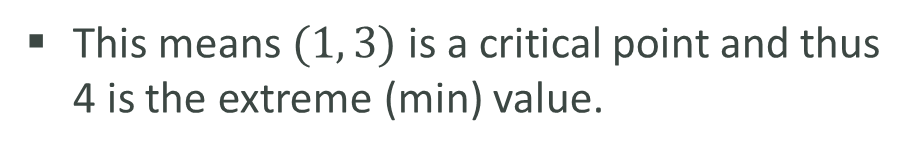 ▪ This means (1, 3) is a critical point and thus
4 is the extreme (min) value.